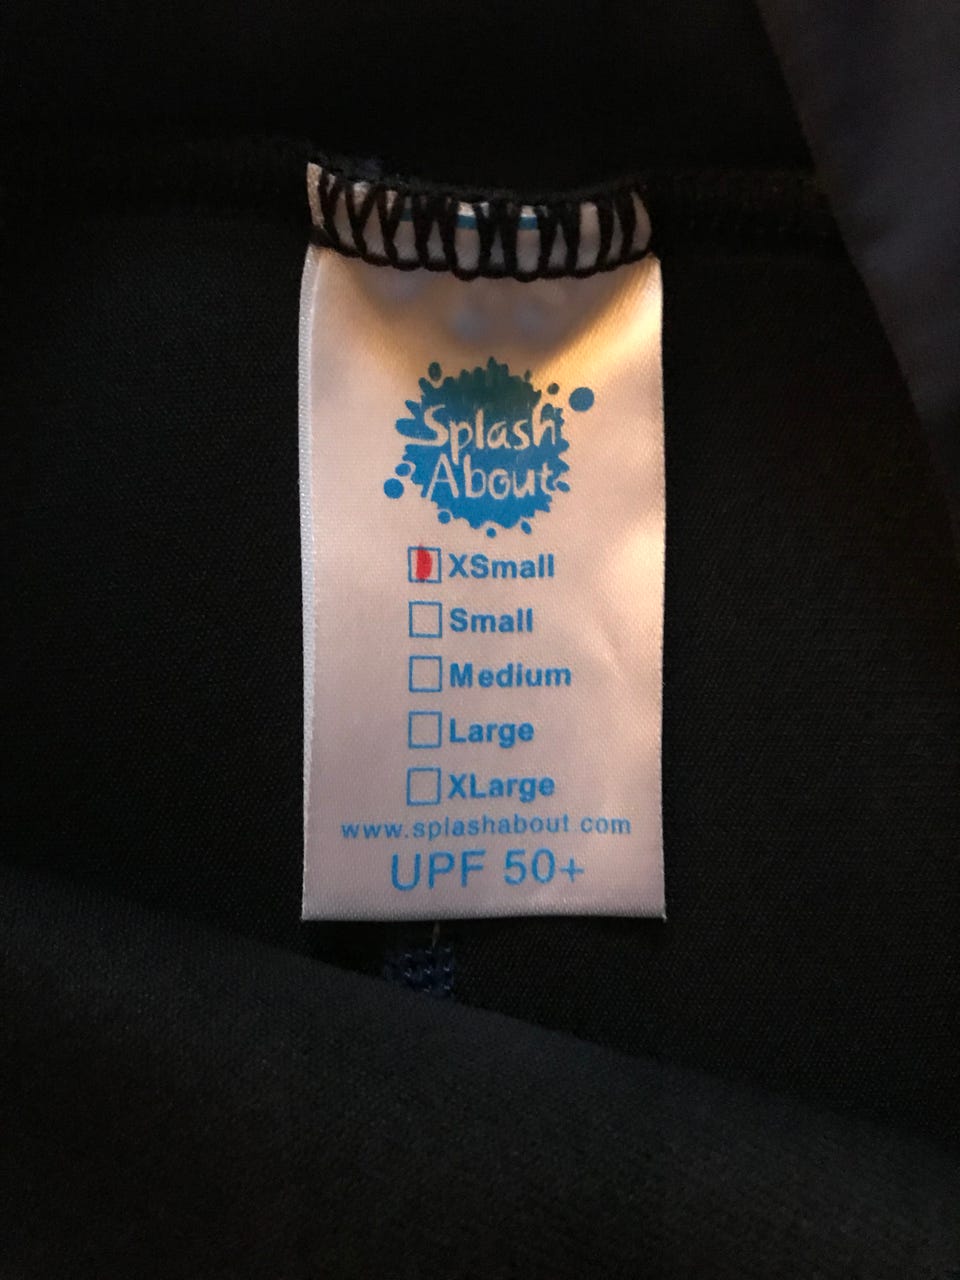 Splash
About
XSmall
Small
Medium
Large
XLarge
www.splashabout.com
UPF 50+